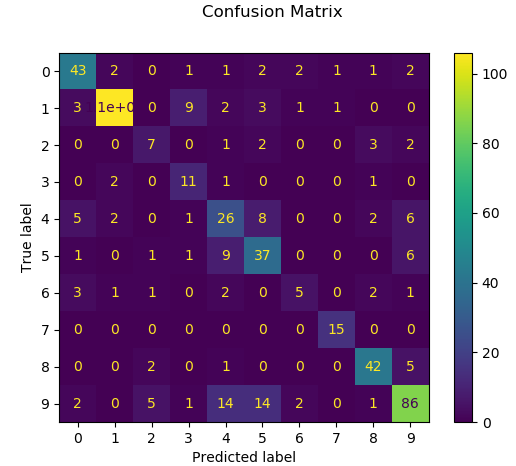 Confusion Matrix
0 43 2 0 1 1 2 2 1 1 2
1 3 1e+0 0 9 2 3 1 1 0 0
2 0 0 7 0 1 2 0 0 3 2
3 0 2 0 11 1 0 0 0 1 0
4 5 2 0 1 26 8 0 0 2 6
5 1 0 1 1 9 37 0 0 0 6
6 3 1 1 0 2 0 5 0 2 1
7 0 0 0 0 0 0 0 15 0 0
8 0 0 2 0 1 0 0 0 42 5
9 2 0 5 1 14 14 2 0 1 86
0 1 2 3 4 5 6 7 8 9
Predicted label
True label
100
80
60
40
20
0